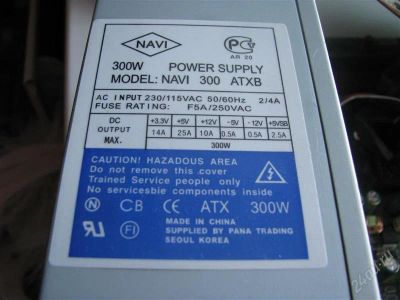 NAVI
PC
AR 20
300W POWER SUPPLY
MODEL: NAVI 300 ATXB
AC INPUT 230/115VAC 50/60Hz 2/4A
FUSE RATING: F5A/250VAC
DC OUTPUT MAX. +3.3V +5V +12V -5V -12V +5VSB
14A 25A 10A 0.5A 0.5A 2.5A
300W
CAUTION! HAZADOUS AREA
Do not remove this .cover
Trained Service people only
No servicesbie components inside
N CB CE ATX 300W
FI
MADE IN CHINA
SUPPLIED BY PANA TRADING
SEOUL KOREA